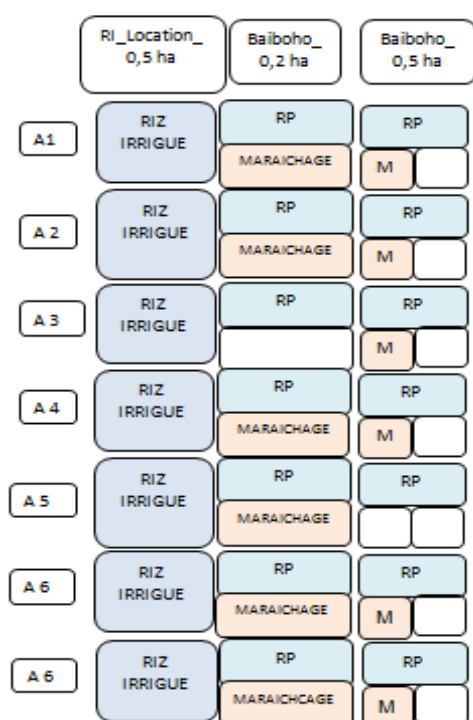 RI_Location_ Baiboho_ Baiboho_
0,5 ha 0,2 ha 0,5 ha
A1 RIZ IRRIGUE RP RP
MARAICHAGE M
A 2 RIZ IRRIGUE RP RP
MARAICHAGE M
A 3 RIZ IRRIGUE RP RP
M
A 4 RIZ IRRIGUE RP RP
MARAICHAGE M
A 5 RIZ IRRIGUE RP RP
MARAICHAGE
A 6 RIZ IRRIGUE RP RP
MARAICHAGE M
A 6 RIZ IRRIGUE RP RP
MARAICHCAGE M